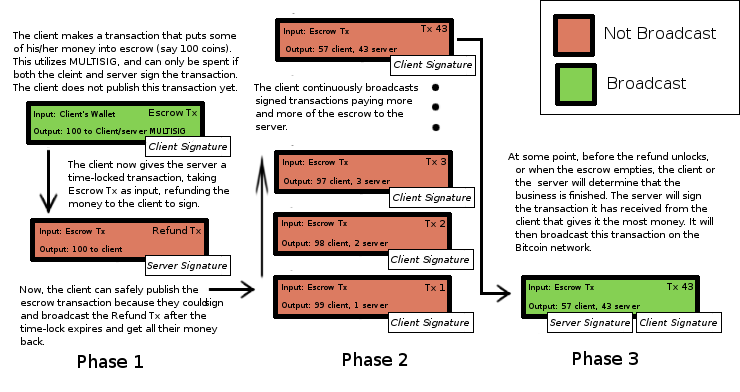 The client makes a transaction that puts some
of his/her money into escrow (say 100 coins).
This utilizes MULTISIG, and can only be spent if
both the cleint and server sign the transaction.
The client does not publish this transaction yet.
Input: Client's Wallet
Escrow Tx
Output: 100 to Client/server MULTISIG
Client Signature
The client now gives the server a
time-locked transaction, taking
Escrow Tx as input, refunding the
money to the client to sign.
Input: Escrow Tx
Refund Tx
Output: 100 to client
Server Signature
Now, the client can safely publish the
escrow transaction because they could sign
and broadcast the Refund Tx after the
time-lock expires and get all their money
back.
Phase 1
Input: Escrow Tx
Tx 43
Output: 57 client, 43 server
Client Signature
The client continuously broadcasts
signed transactions paying more
and more of the escrow to the
server.
Input: Escrow Tx
Tx 3
Output: 97 client, 3 server
Client Signature
Input: Escrow Tx
Tx 2
Output: 98 client, 2 server
Client Signature
Input: Escrow Tx
Tx 1
Output: 99 client, 1 server
Client Signature
Phase 2
Not Broadcast
Broadcast
At some point, before the refund unlocks,
or when the escrow empties, the client or
the server will determine that the
business is finished. The server will sign
the transaction it has received from the
client that gives it the most money. It will
then broadcast this transaction on the
Bitcoin network.
Input: Escrow Tx
Tx 43
Output: 57 client, 43 server
Server Signature
Client Signature
Phase 3